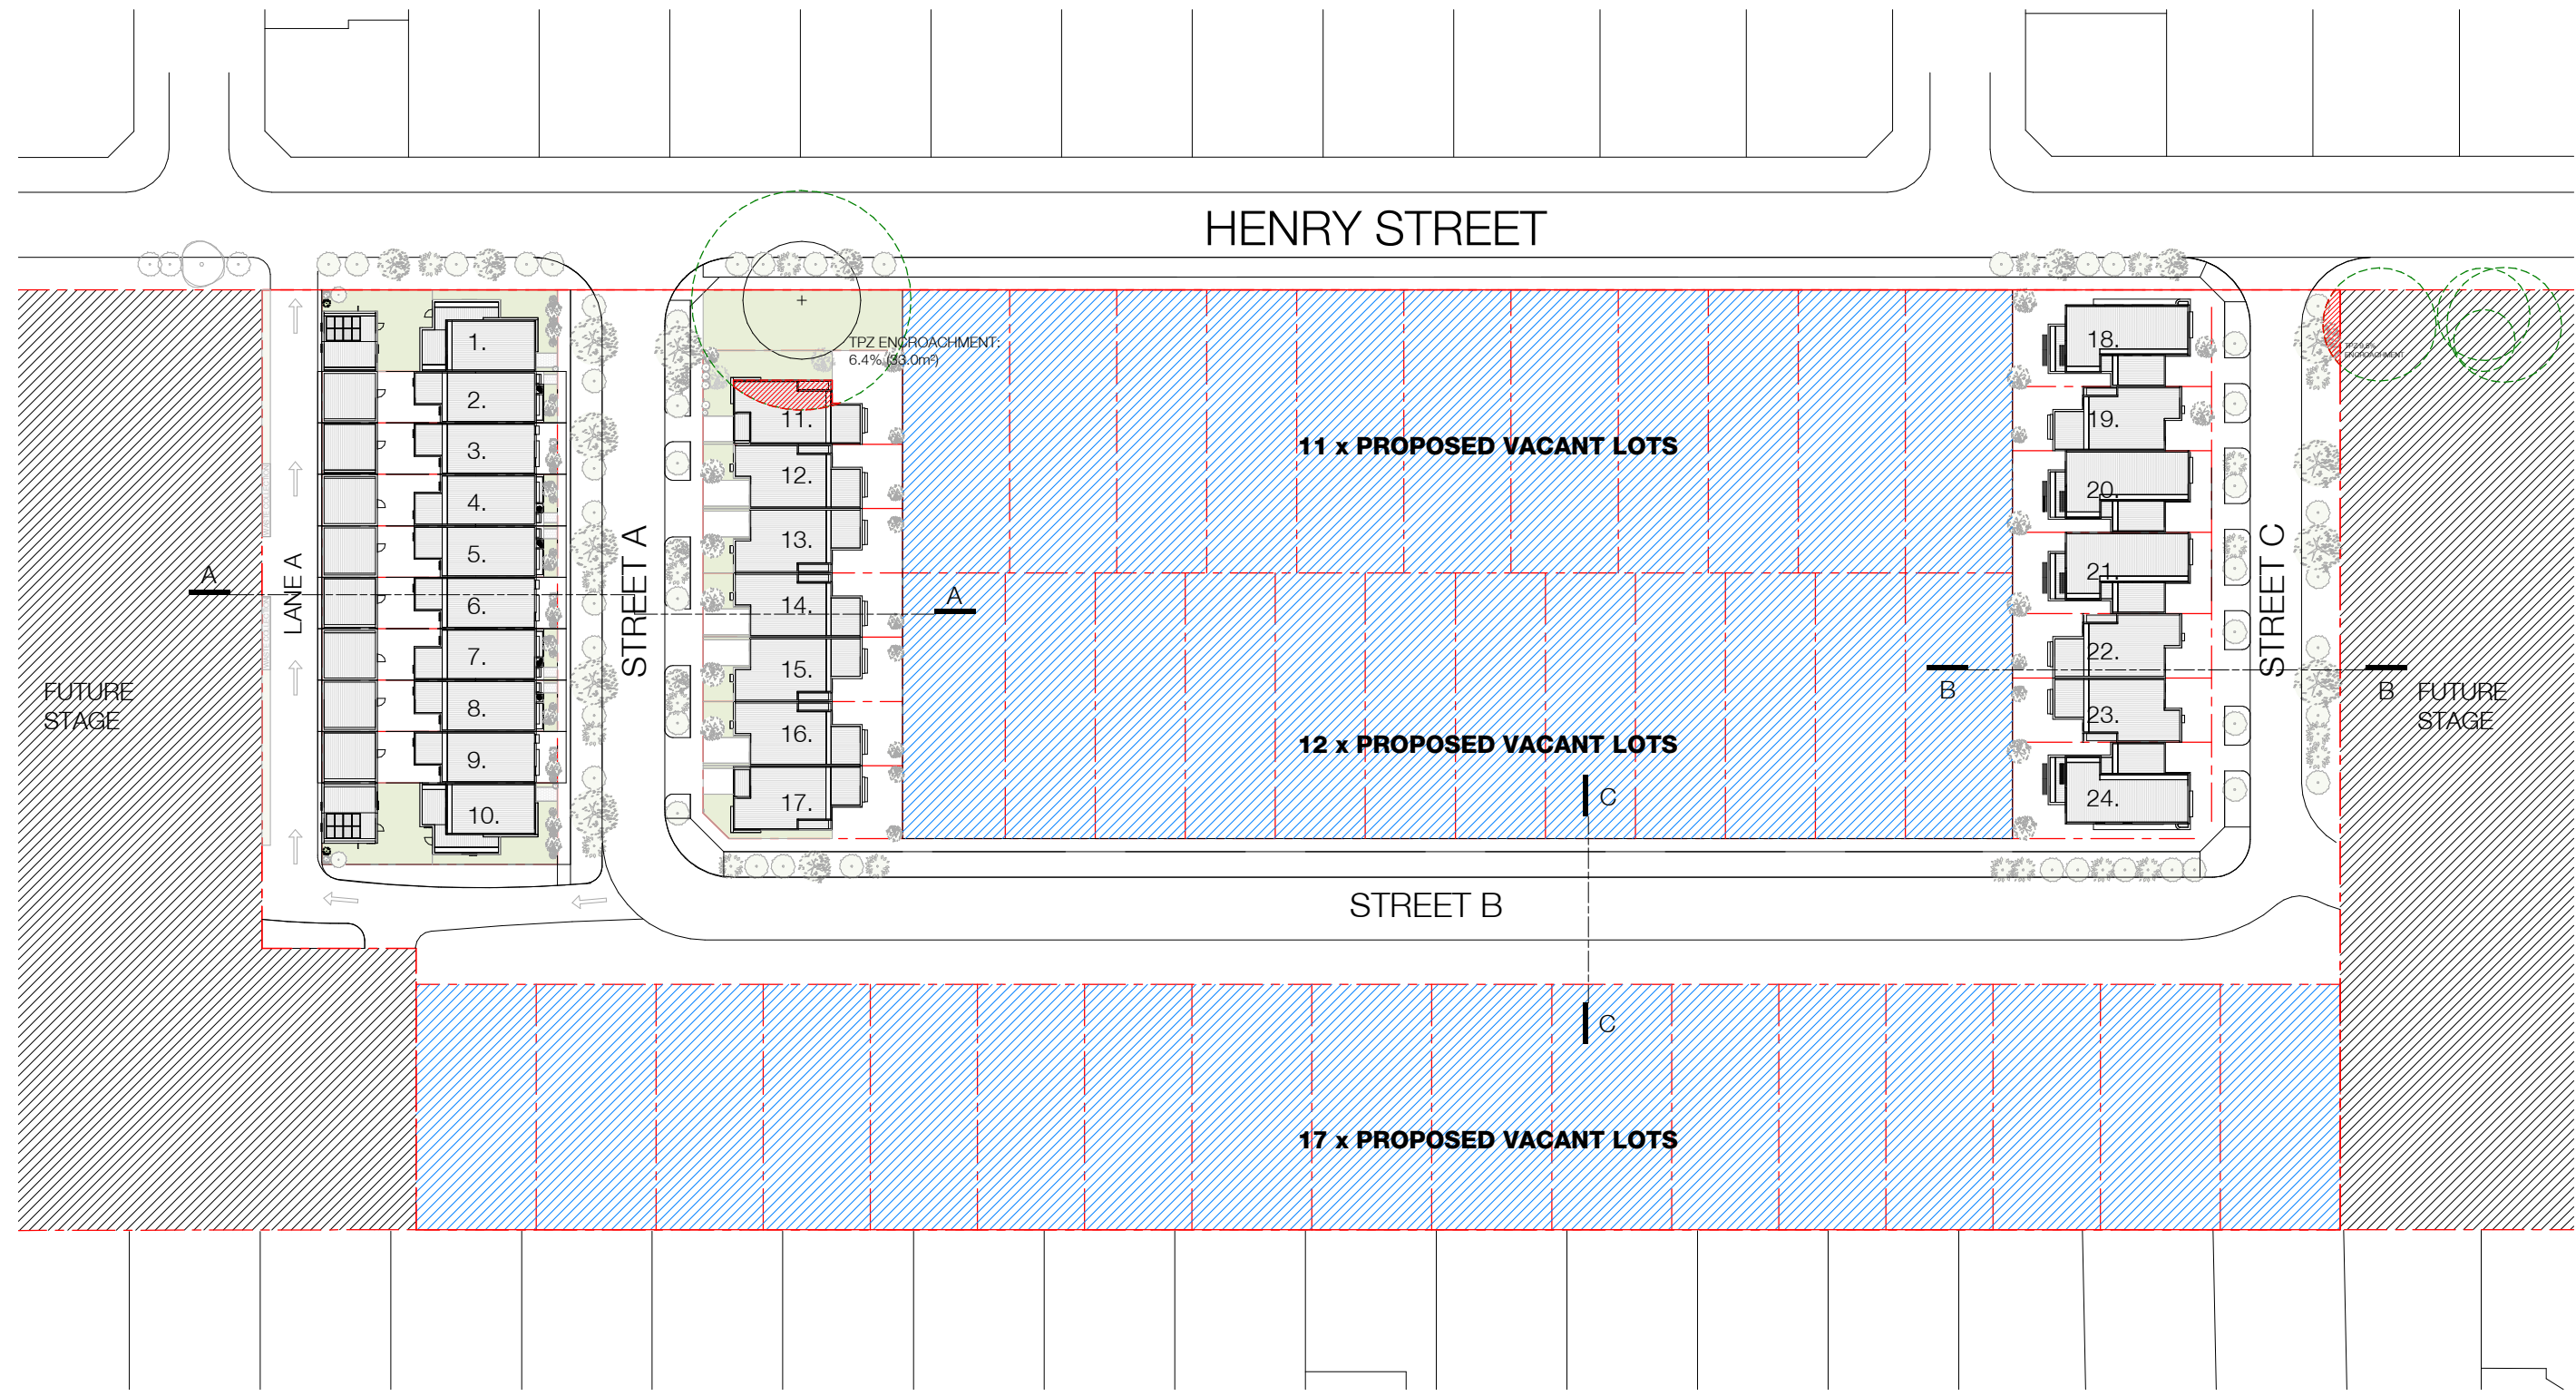 HENRY STREET
TPZ ENCROACHMENT:
6.4% (33.0m²)
1.
2.
3.
4.
5.
6.
7.
8.
9.
10.
11.
12.
13.
14.
15.
16.
17.
18.
19.
20.
21.
22.
23.
24.
11 x PROPOSED VACANT LOTS
12 x PROPOSED VACANT LOTS
LANE A
STREET A
STREET C
A
A
B
B
FUTURE
STAGE
FUTURE
STAGE
C
STREET B
C
17 x PROPOSED VACANT LOTS